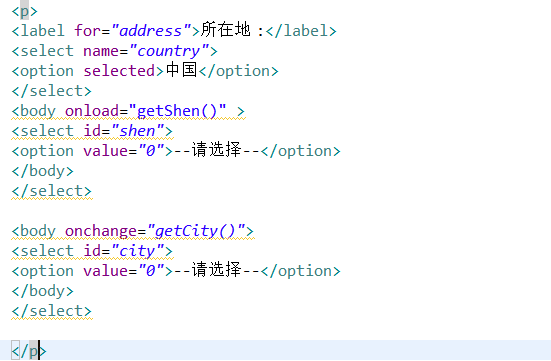 <p>
<label for="address">所在地：</label>
<select name="country">
<option selected>中国</option>
</select>
<body onload="getShen()" >
<select id="shen">
<option value="0">--请选择--</option>
</body>
</select>
<body onchange="getCity()">
<select id="city">
<option value="0">--请选择--</option>
</body>
</select>
</p>